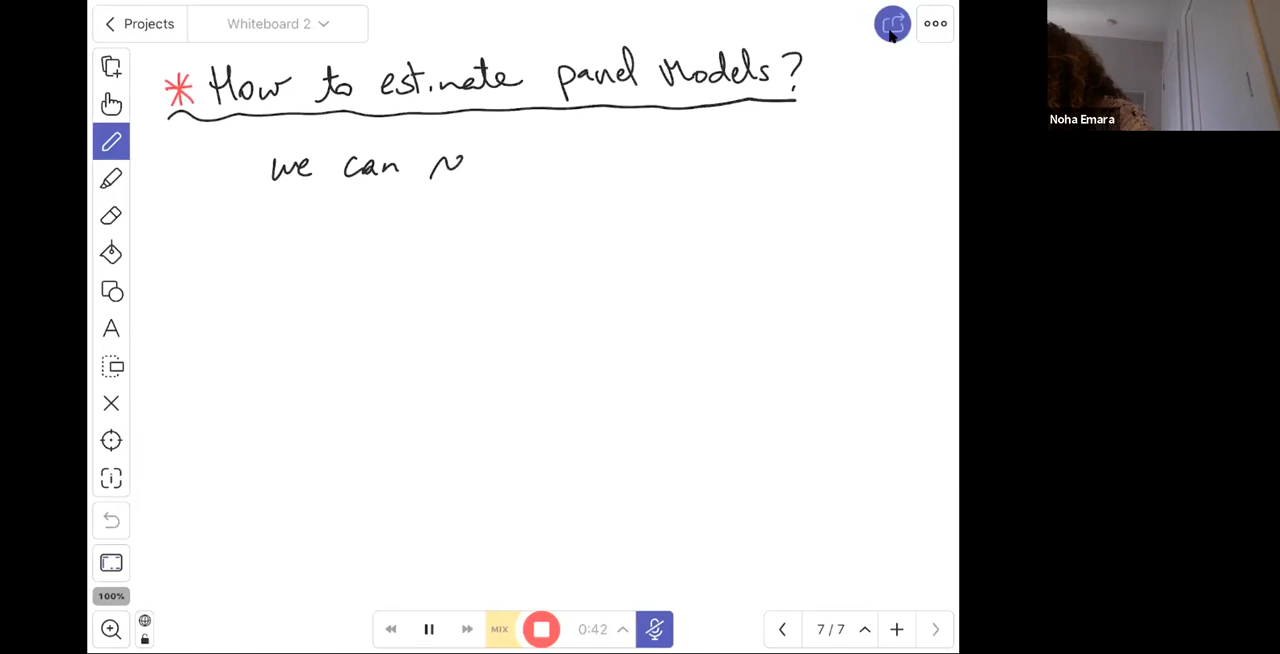 Projects
Whiteboard 2
* How to estimate panel Models?
we can
Noha Emara
A
100%
MIX
0:42
7/7